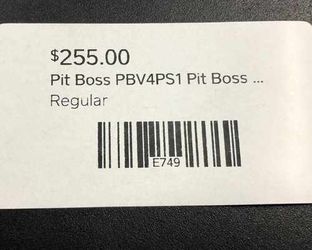 $255.00
Pit Boss PBV4PS1 Pit Boss ...
Regular
E749